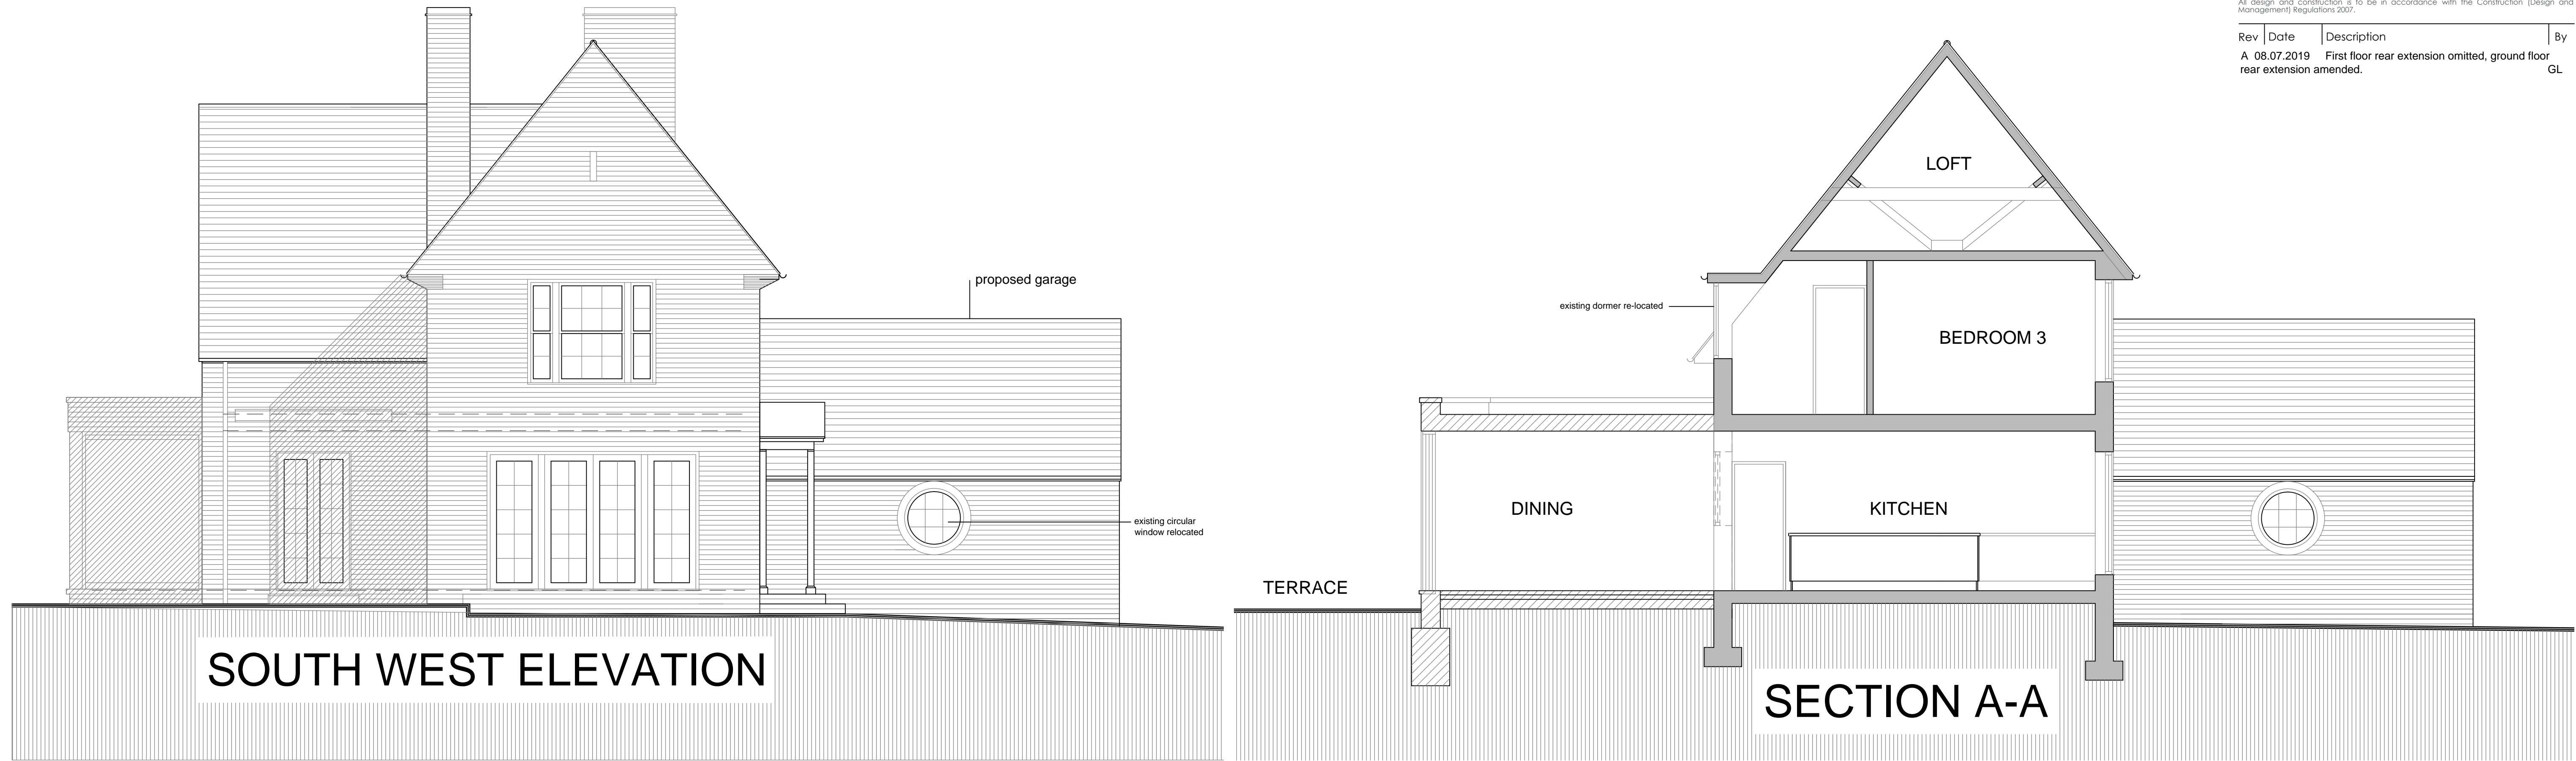 All design and construction is to be in accordance with the Construction (Design and
Management) Regulations 2007.
Rev Date Description By
A 08.07.2019 First floor rear extension omitted, ground floor
rear extension amended. GL
proposed garage
existing circular
window relocated
SOUTH WEST ELEVATION
LOFT
existing dormer re-located
BEDROOM 3
DINING
KITCHEN
TERRACE
SECTION A-A